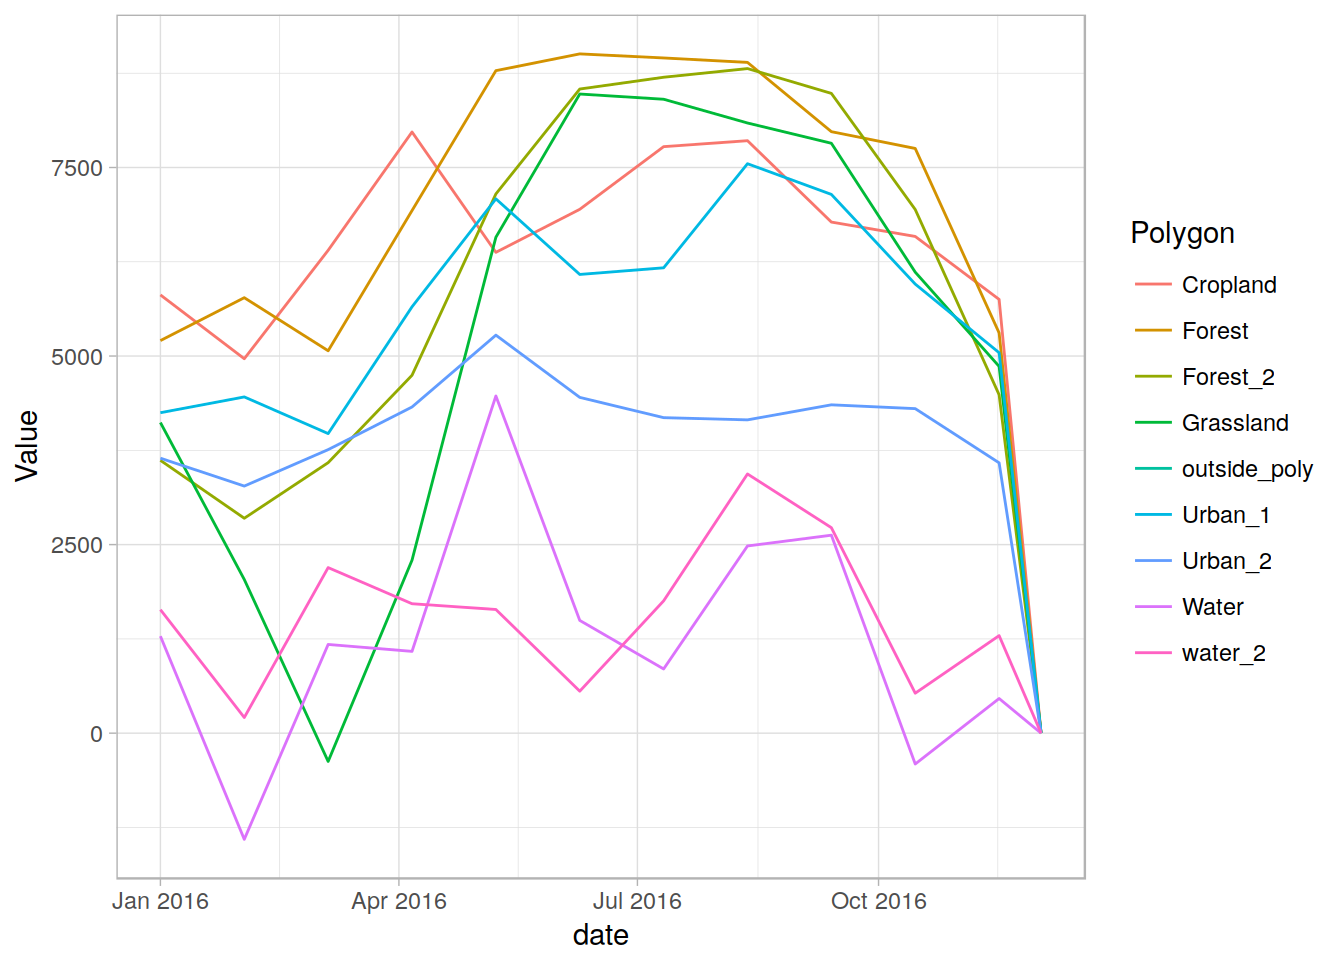 Value
7500
5000
2500
0
Jan 2016
Apr 2016
Jul 2016
Oct 2016
date
Polygon
Cropland
Forest
Forest_2
Grassland
outside_poly
Urban_1
Urban_2
Water
water_2